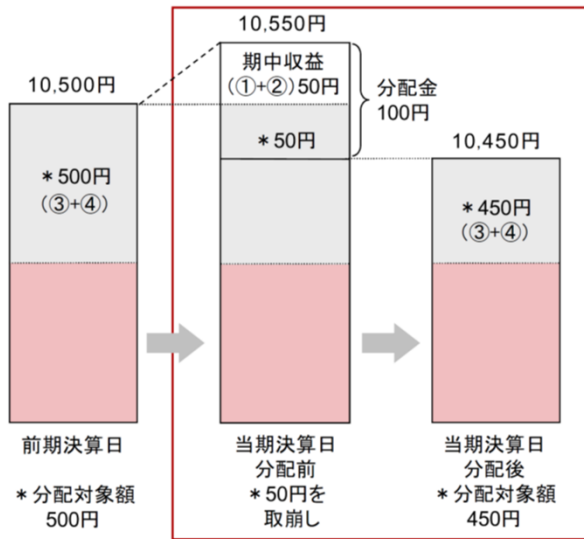 10,500円
*500円
(③+④)
前期決算日
*分配対象額
500円
10,550円
期中収益
(①+②)50円
*50円
分配金
100円
当期決算日
分配前
*50円を
取崩し
10,450円
*450円
(③+④)
当期決算日
分配後
*分配対象額
450円